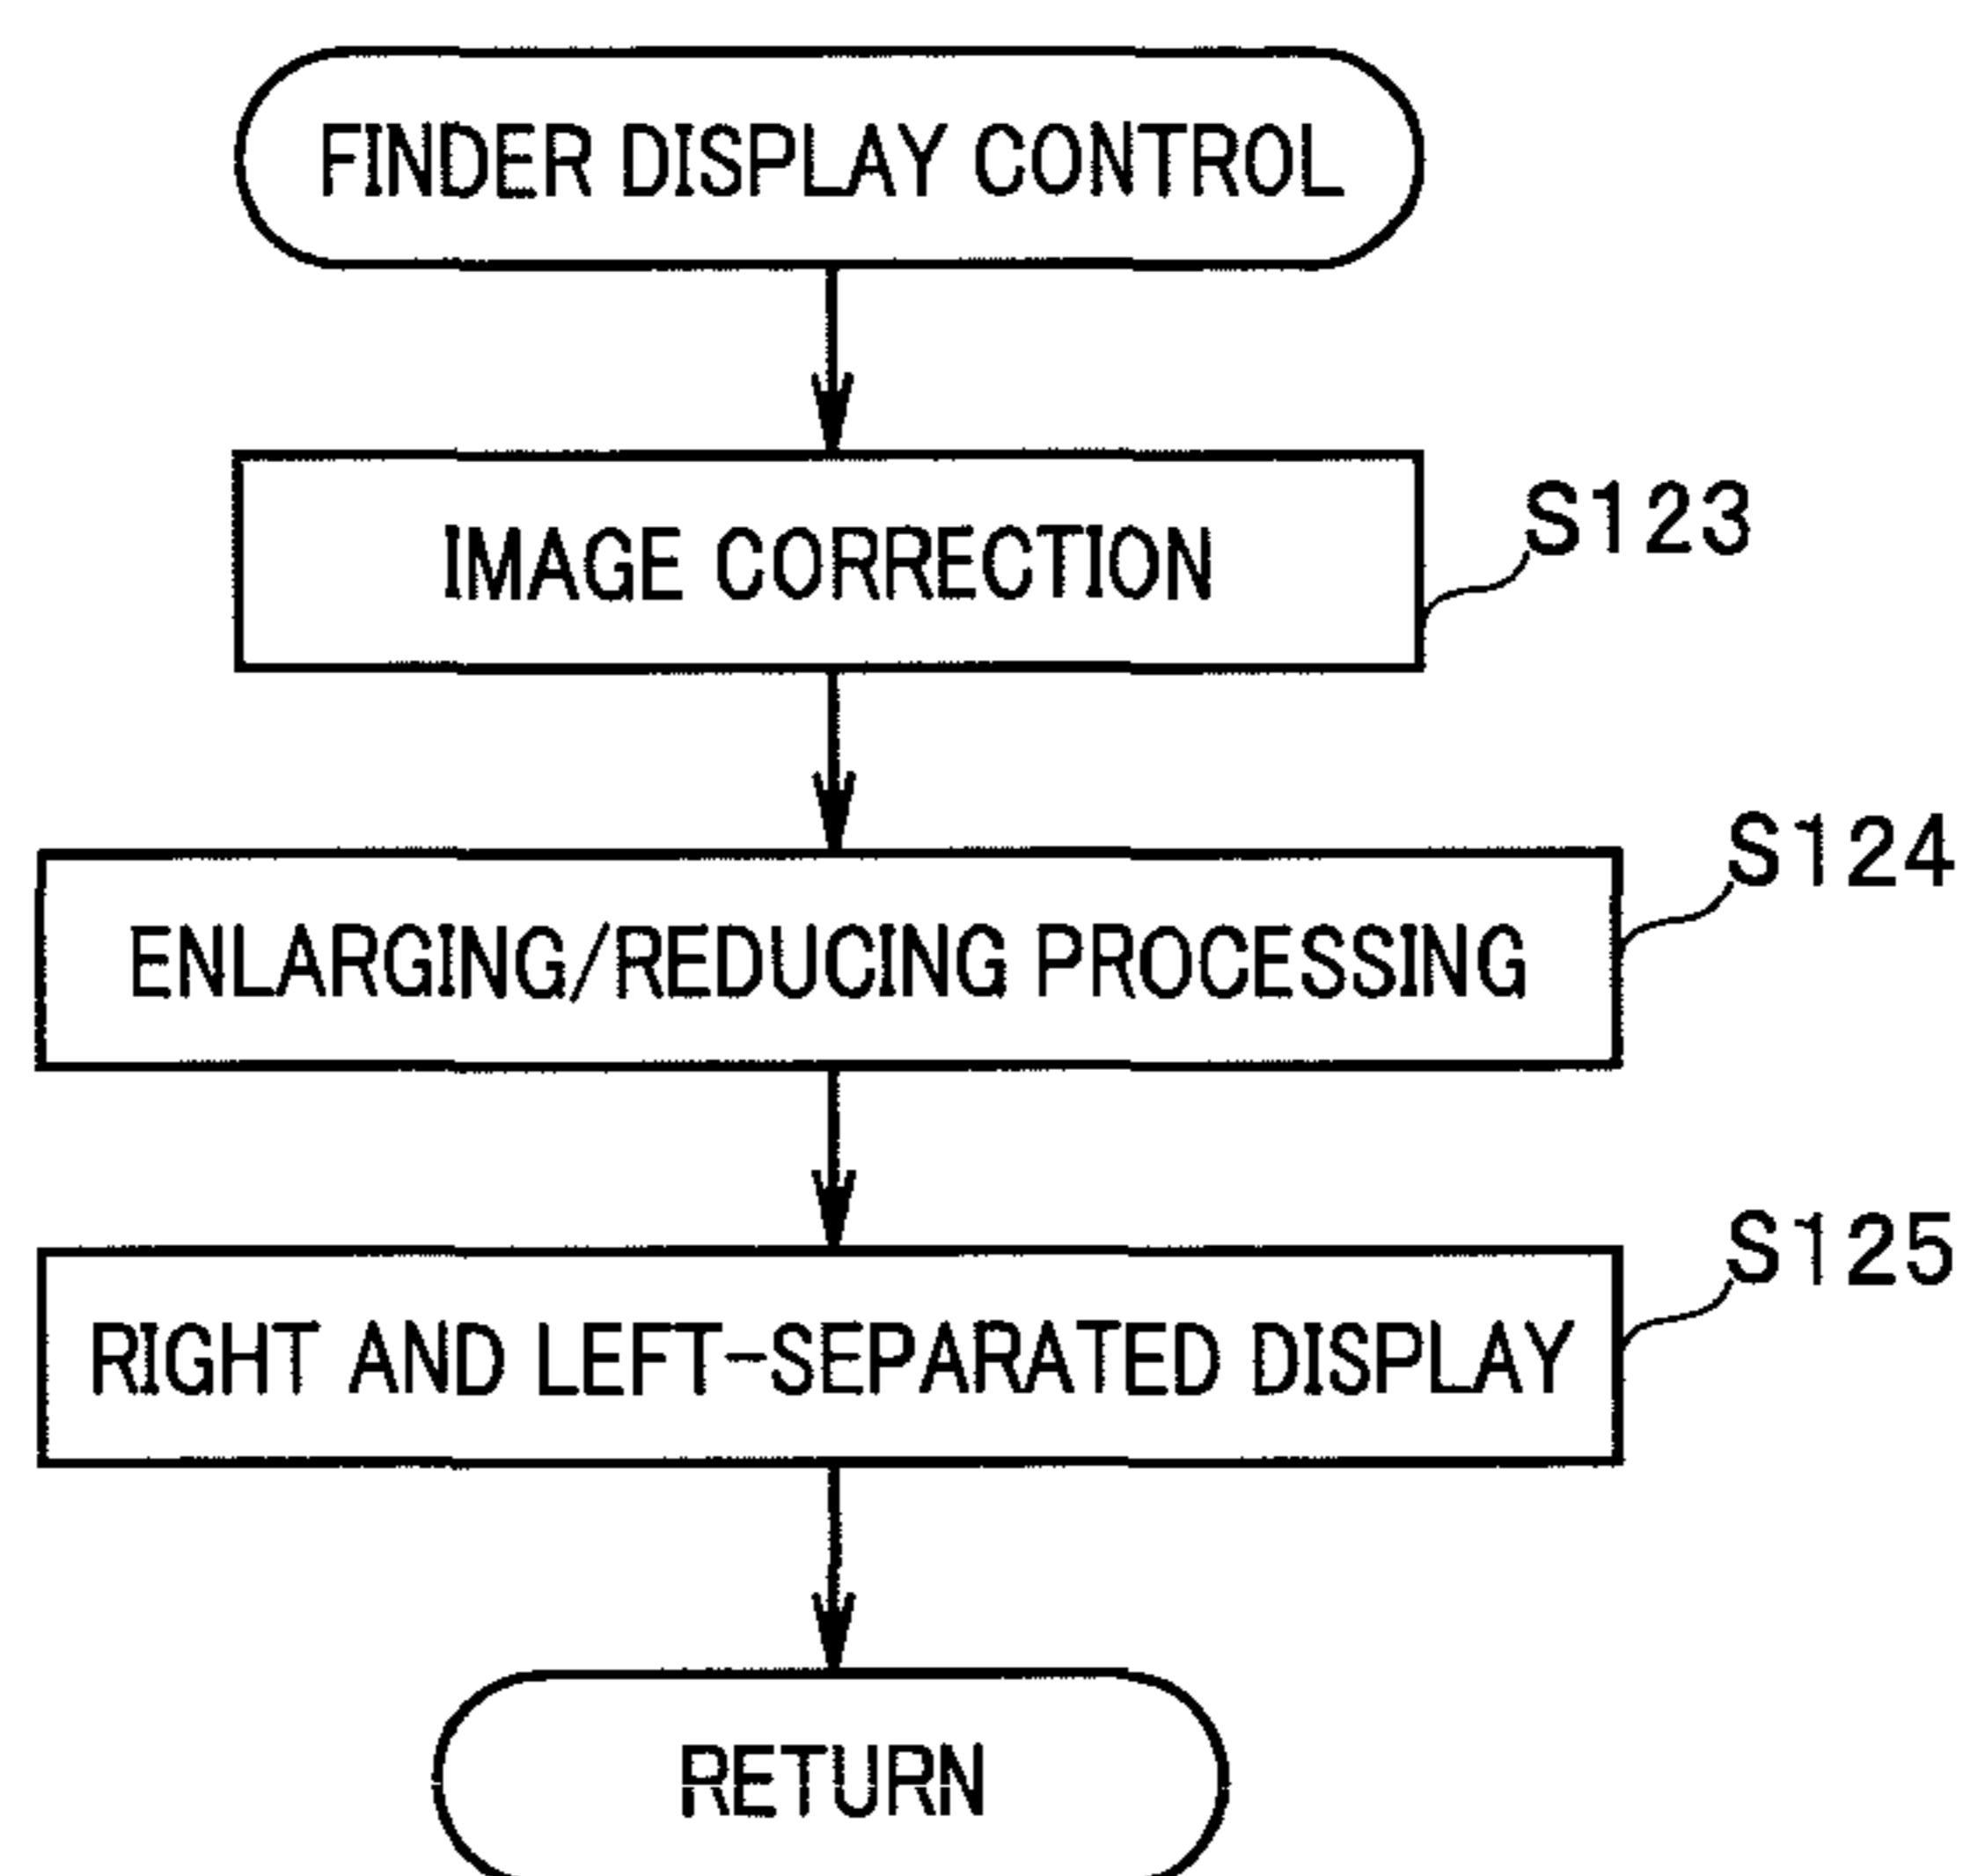 FINDER DISPLAY CONTROL
IMAGE CORRECTION
S123
ENLARGING/REDUCING PROCESSING
S124
RIGHT AND LEFT-SEPARATED DISPLAY
S125
RETURN